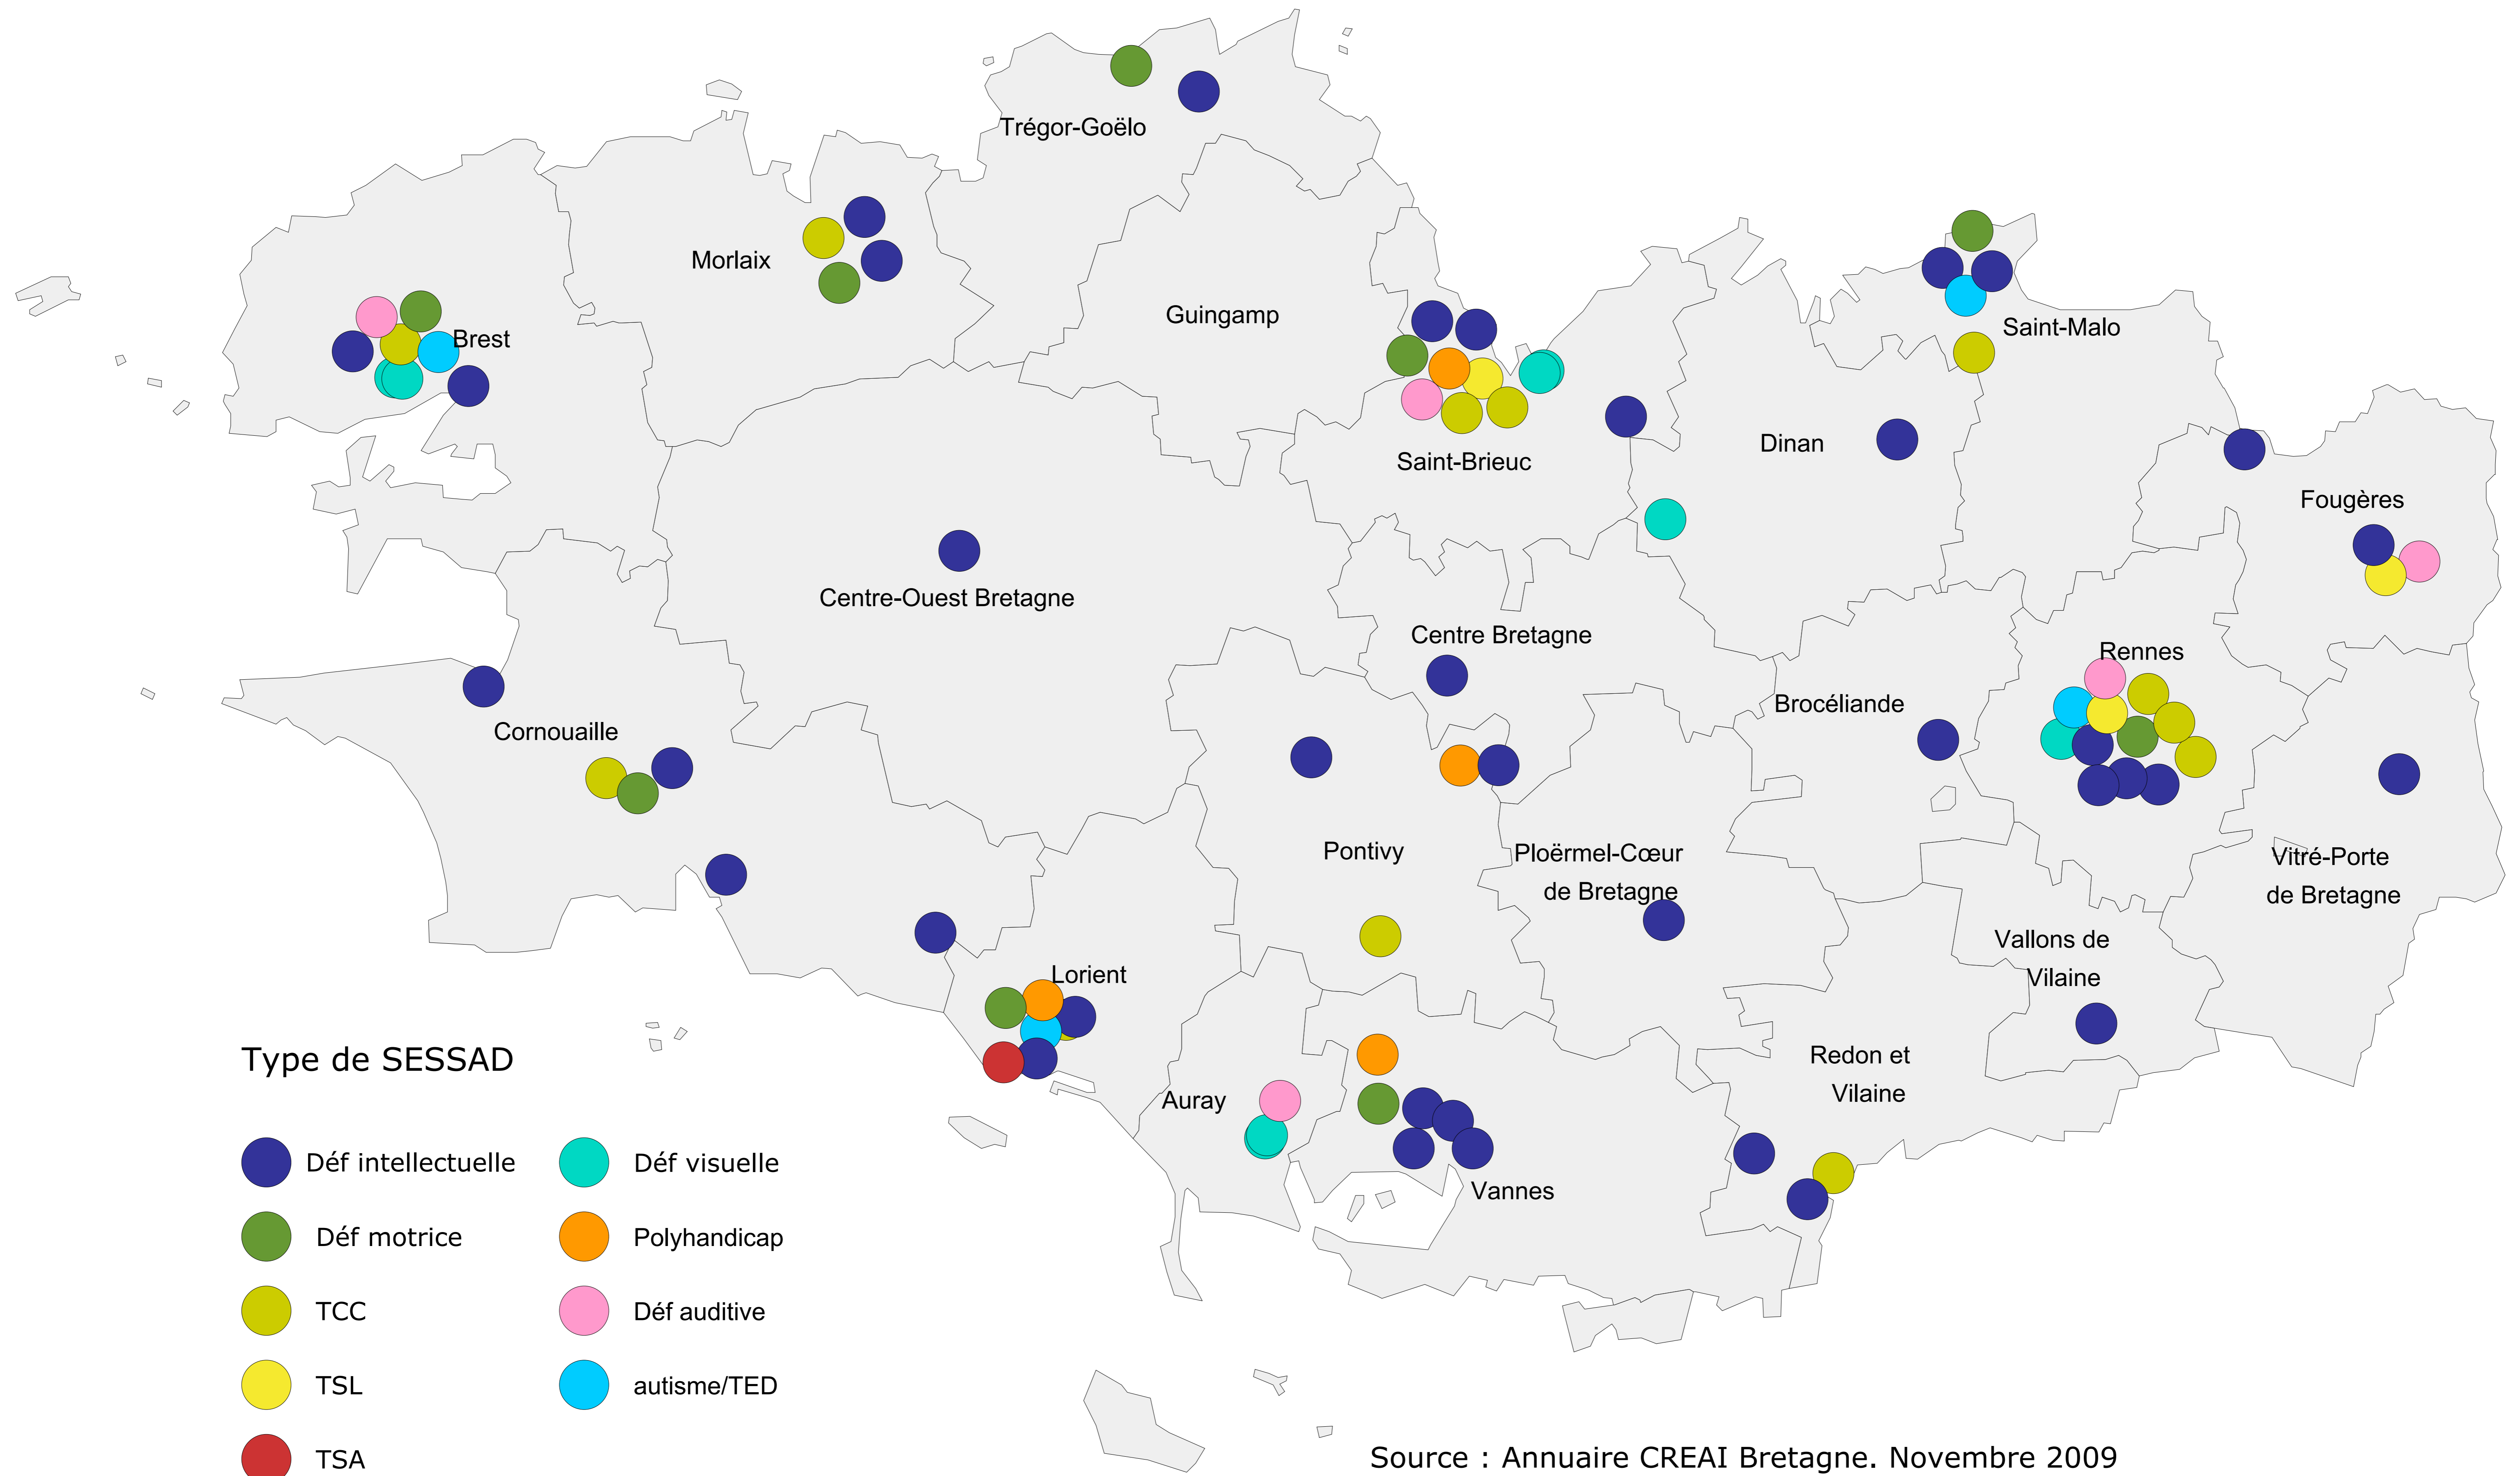 Trégor-Goëlo
Morlaix
Guingamp
Brest
Saint-Malo
Saint-Brieuc
Dinan
Fougères
Centre-Ouest Bretagne
Centre Bretagne
Rennes
Brocéliande
Cornouaille
Pontivy
Ploërmel-Cœur
de Bretagne
Vitré-Porte
de Bretagne
Vallons de
Vilaine
Lorient
Redon et
Vilaine
Auray
Vannes
Type de SESSAD
Déf intellectuelle
Déf motrice
TCC
TSL
TSA
Déf visuelle
Polyhandicap
Déf auditive
autisme/TED
Source : Annuaire CREAI Bretagne. Novembre 2009